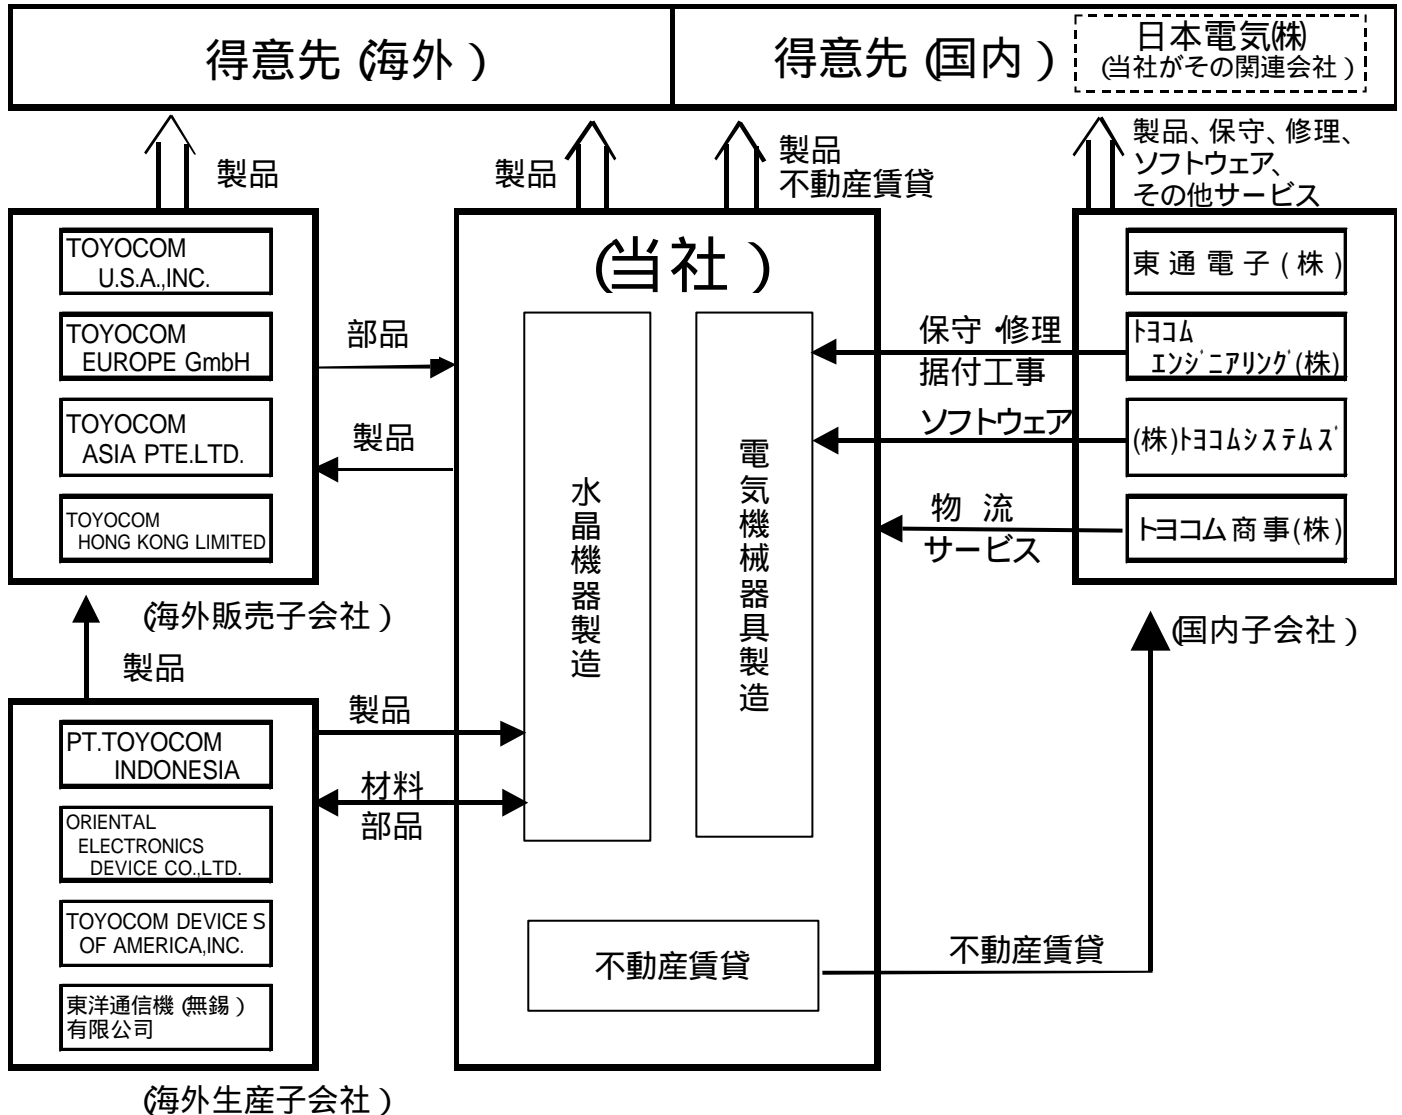 得意先(海外)
得意先(国内)
日本電気(株)
(当社がその関連会社)
製品
製品
製品
不動産賃貸
製品、保守、修理、
ソフトウェア、
その他サービス
TOYOCOM
U.S.A.,INC.
TOYOCOM
EUROPE GmbH
TOYOCOM
ASIA PTE.LTD.
TOYOCOM
HONG KONG LIMITED
(海外販売子会社)
部品
製品
(当社)
水晶機器製造
電気機械器具製造
不動産賃貸
保守・修理
据付工事
ソフトウェア
物 流
サービス
東通電子(株)
トヨコム
エンジニアリング(株)
(株)トヨコムシステムズ
トヨコム商事(株)
(国内子会社)
製品
製品
材料
部品
PT.TOYOCOM
INDONESIA
ORIENTAL
ELECTRONICS
DEVICE CO.,LTD.
TOYOCOM DEVICES
OF AMERICA,INC.
東洋通信機(無錫)
有限公司
(海外生産子会社)
不動産賃貸